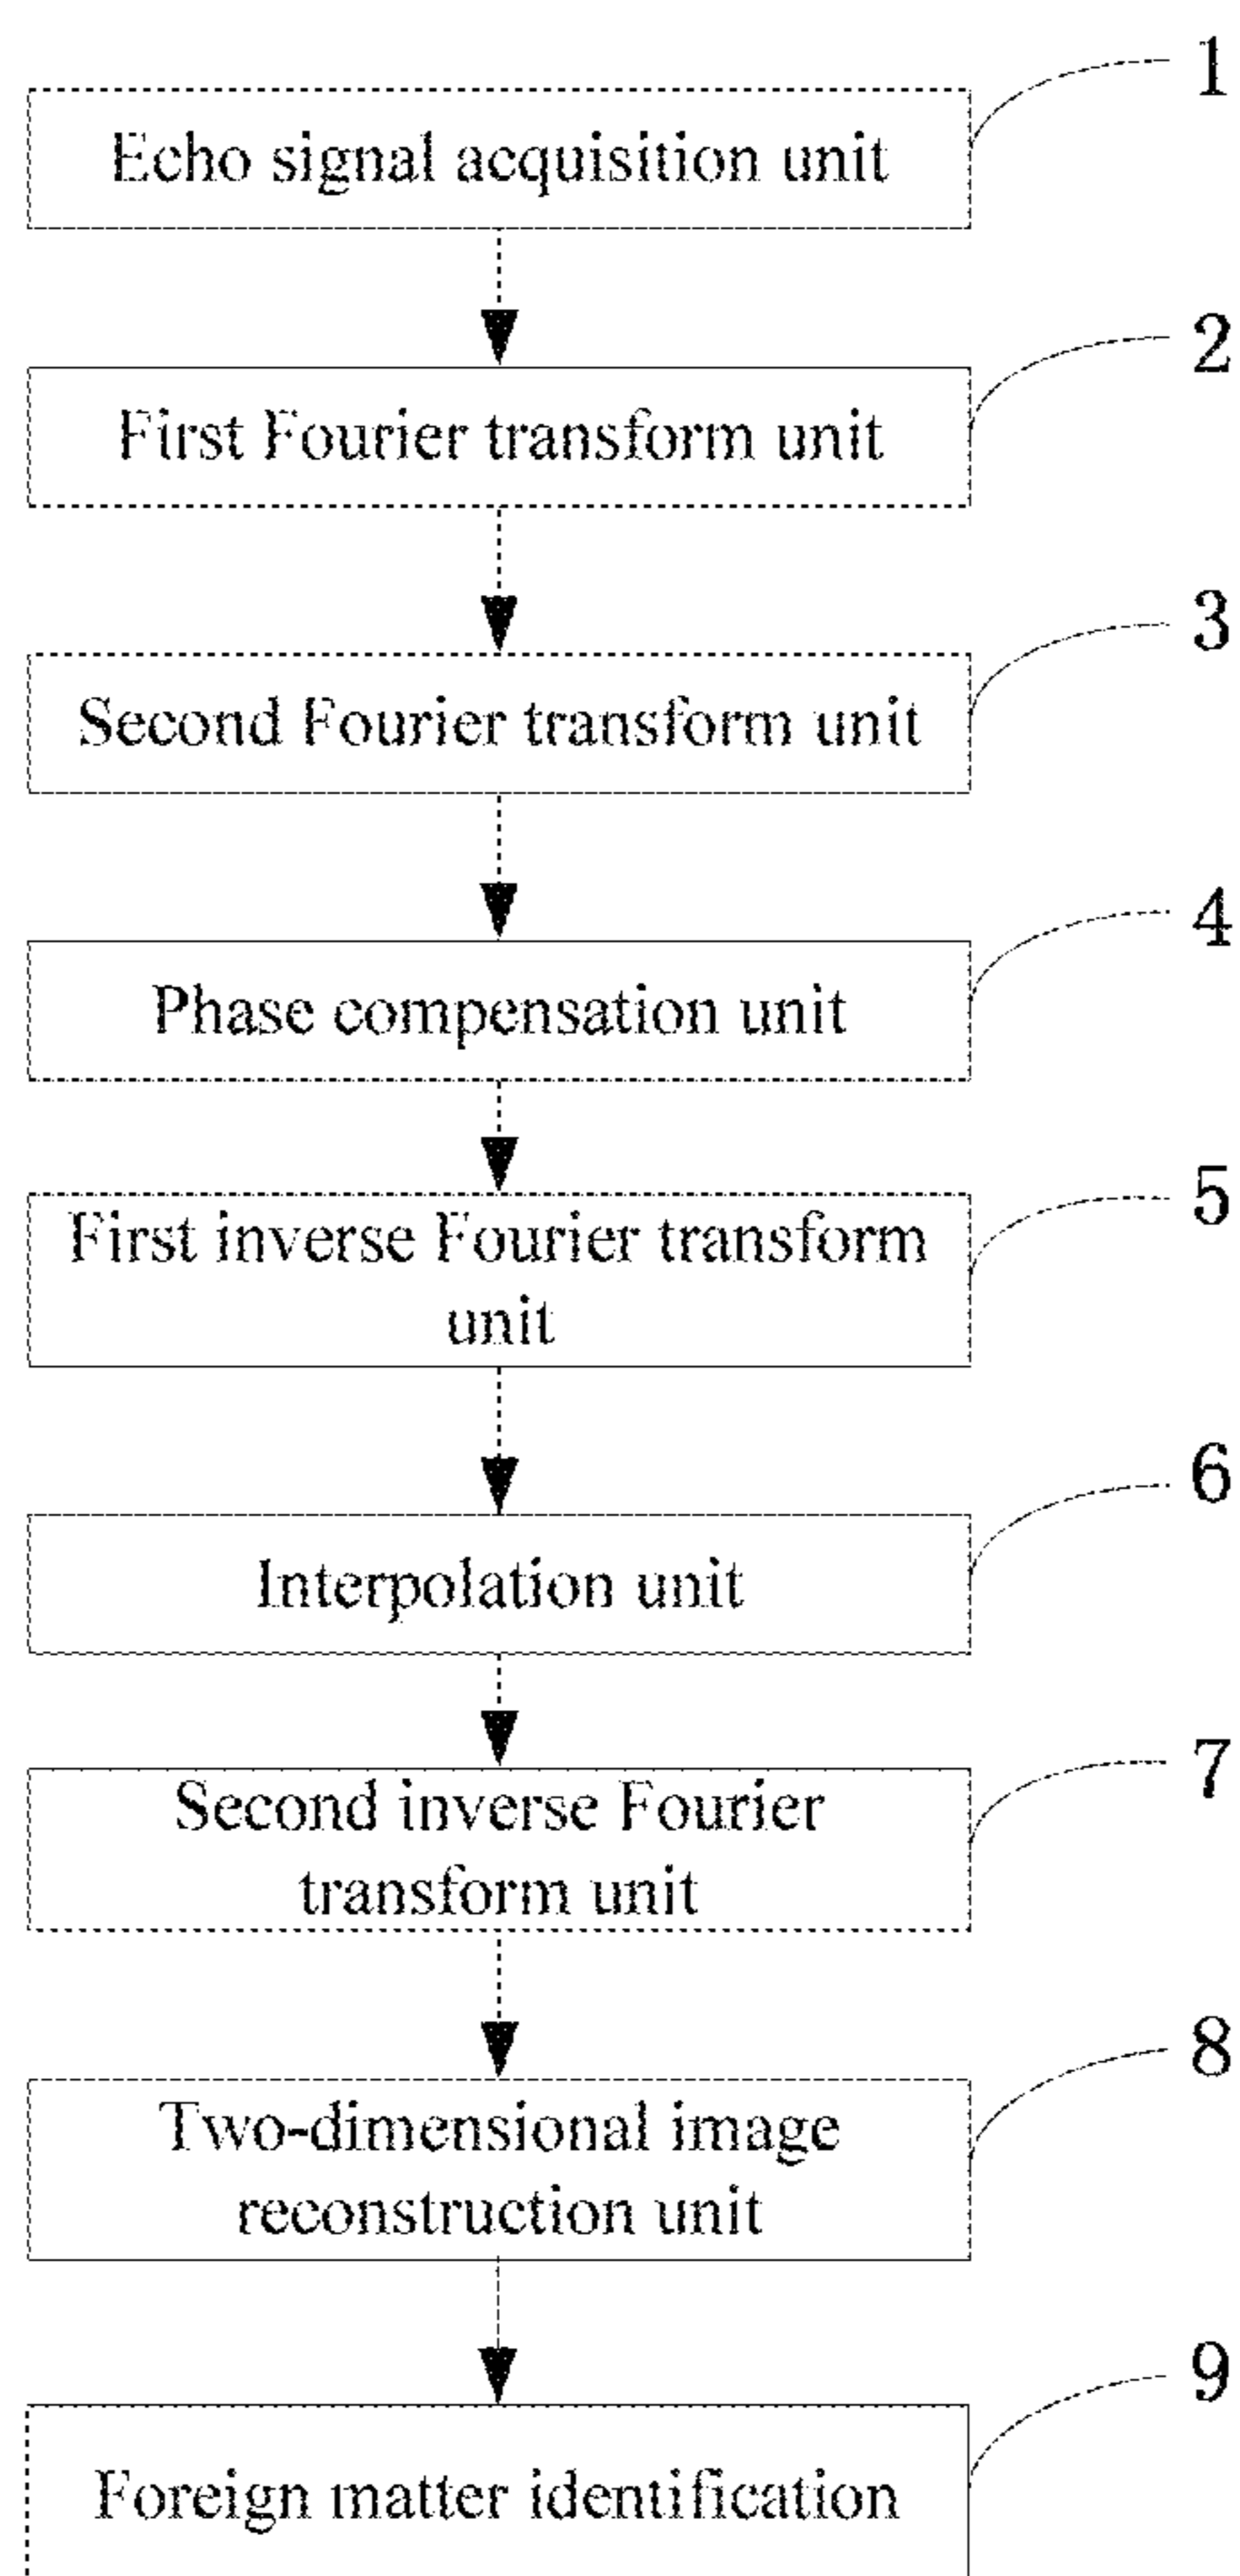 1
Echo signal acquisition unit
2
First Fourier transform unit
3
Second Fourier transform unit
4
Phase compensation unit
5
First inverse Fourier transform
unit
6
Interpolation unit
7
Second inverse Fourier
transform unit
8
Two-dimensional image
reconstruction unit
9
Foreign matter identification